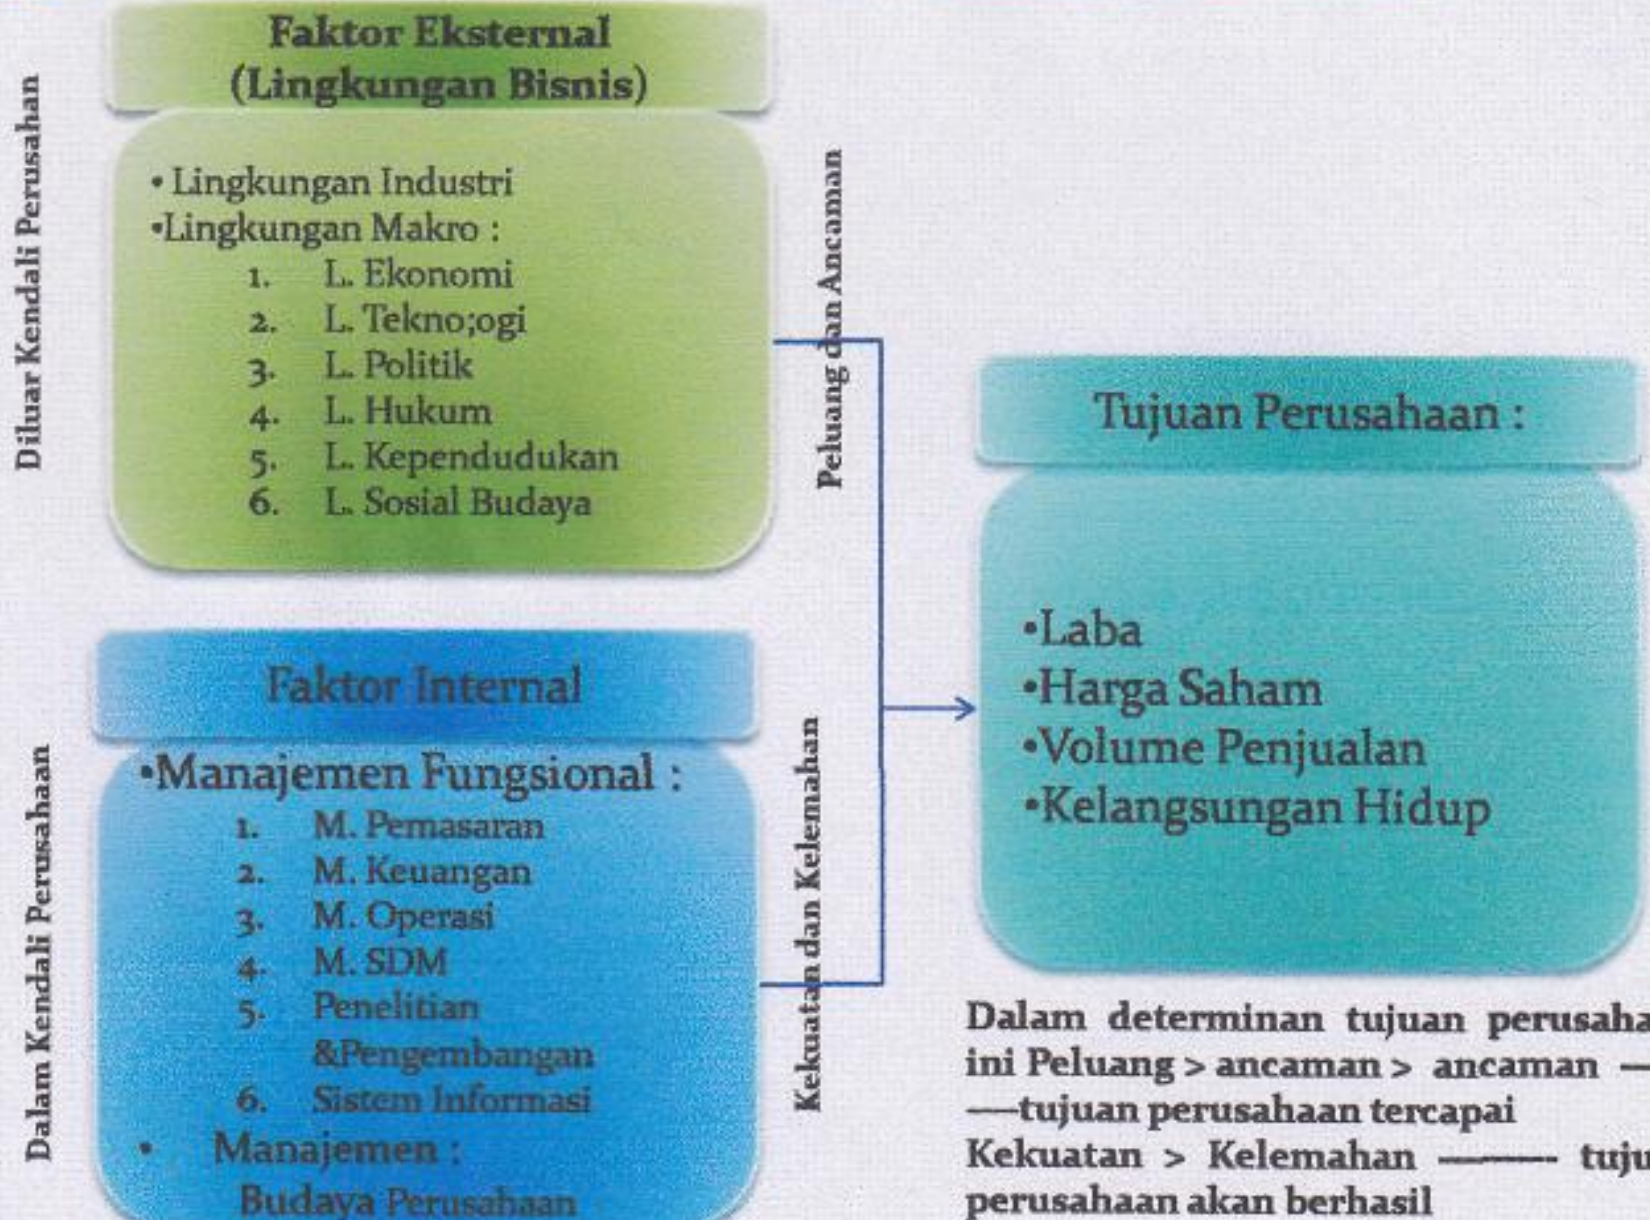 Faktor Eksternal
(Lingkungan Bisnis)
Diluar Kendali Perusahan
• Lingkungan Industri
•Lingkungan Makro :
1. L. Ekonomi
2. L. Tekno;ogi
3. L. Politik
4. L. Hukum
5. L. Kependudukan
6. L. Sosial Budaya
Peluang dan Ancaman
Faktor Internal
Dalam Kendali Perusahaan
•Manajemen Fungsional :
1. M. Pemasaran
2. M. Keuangan
3. M. Operasi
4. M. SDM
5. Penelitian
&Pengembangan
6. Sistem Informasi
• Manajemen :
Budaya Perusahaan
Kekuatan dan Kelemahan
Tujuan Perusahaan :
•Laba
•Harga Saham
•Volume Penjualan
•Kelangsungan Hidup
Dalam determinan tujuan perusaha
ini Peluang > ancaman > ancaman —
—tujuan perusahaan tercapai
Kekuatan > Kelemahan ——— tuju
perusahaan akan berhasil